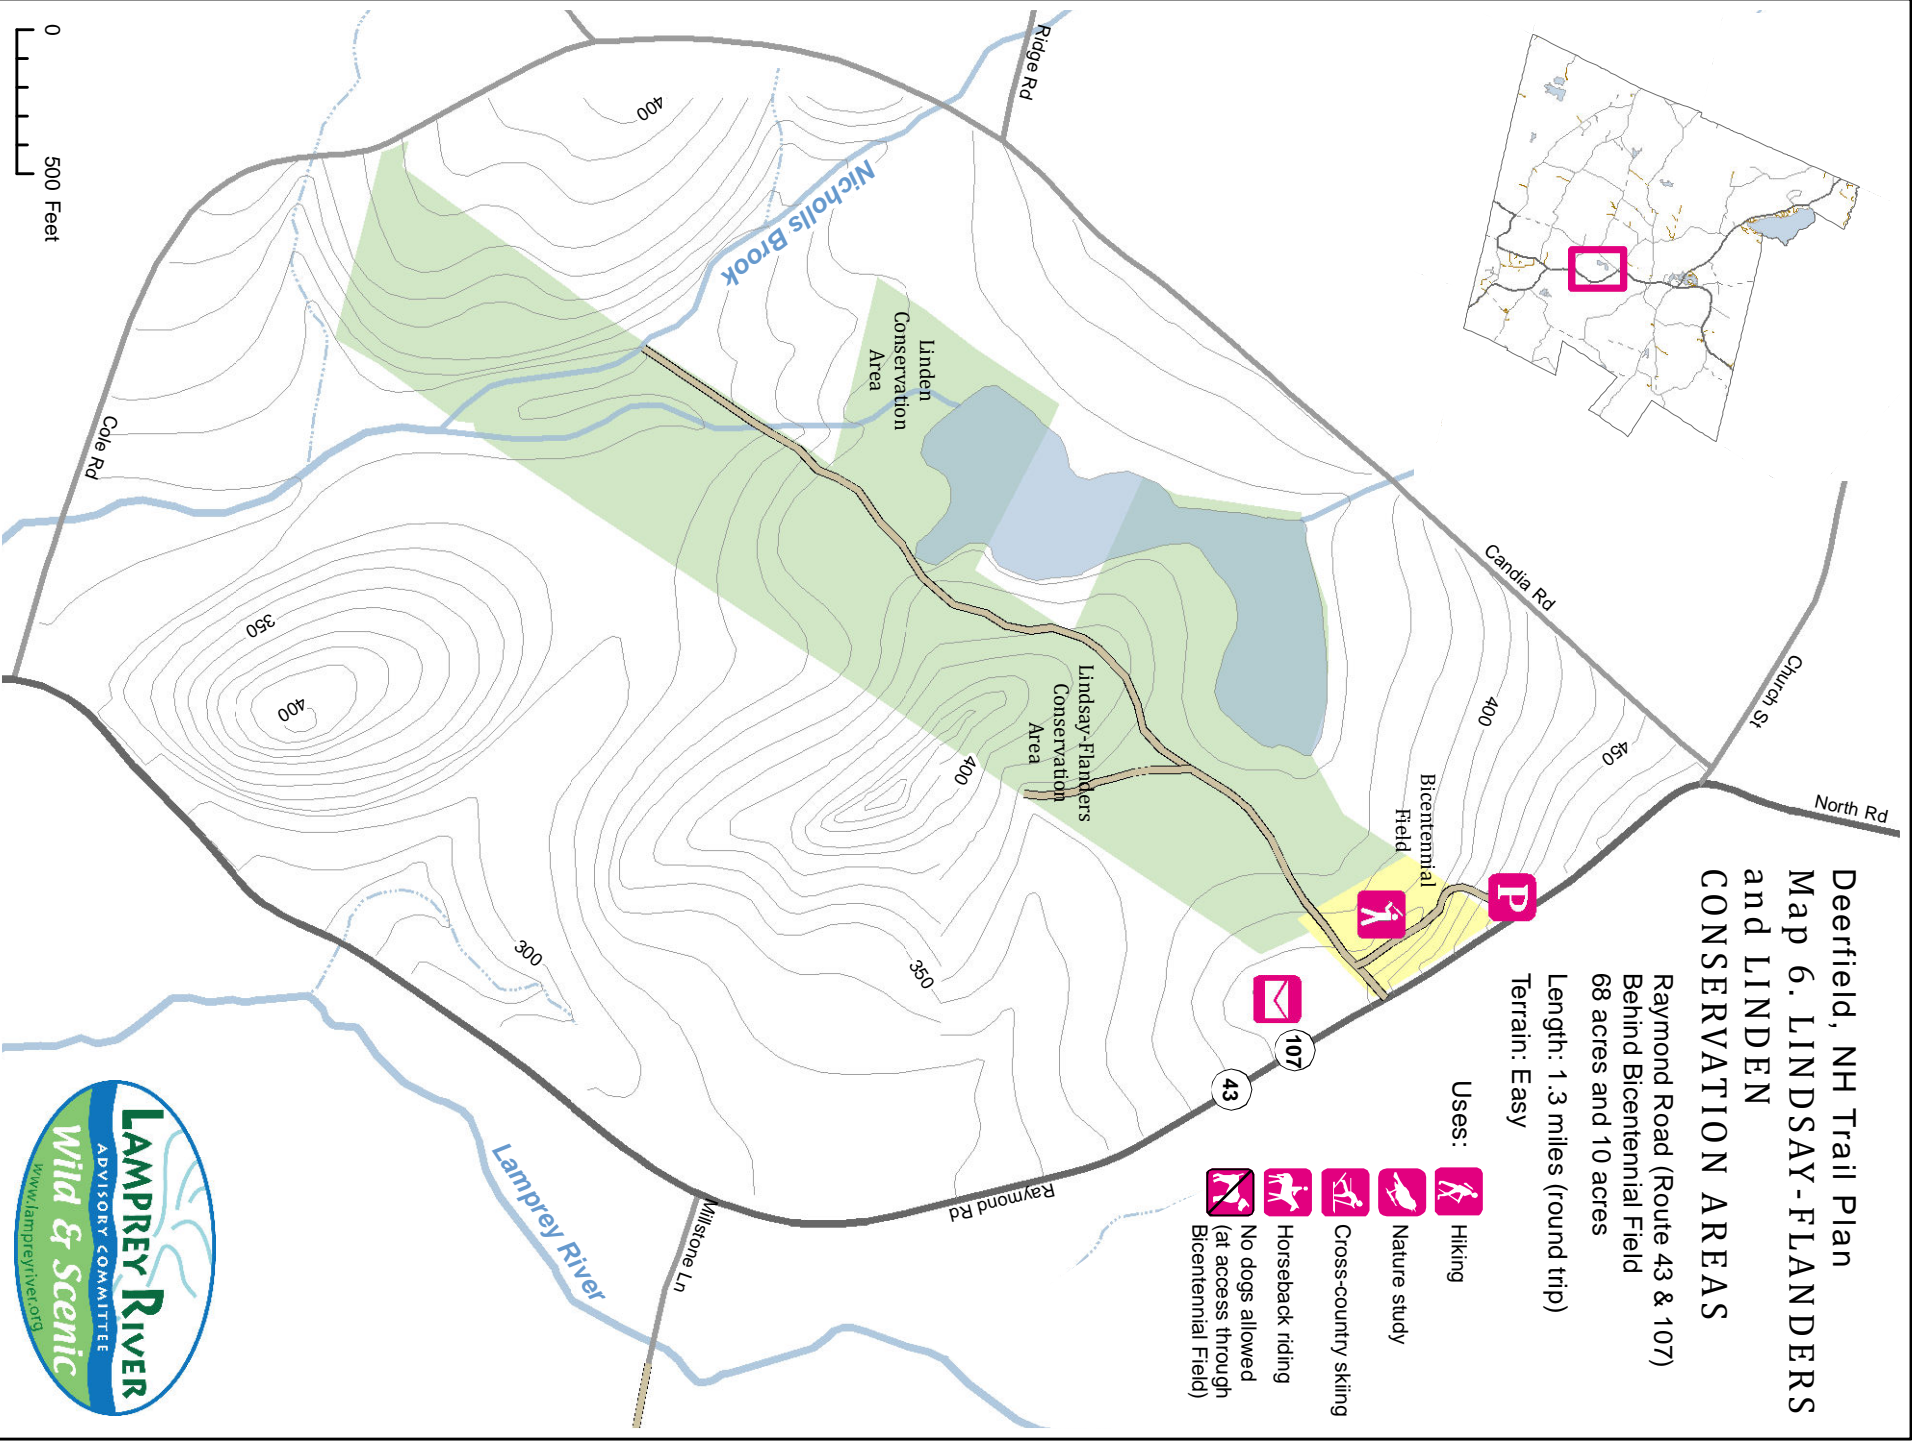 Deerfield, NH Trail Plan
Map 6. LINDSAY-FLANDERS
and LINDEN
CONSERVATION AREAS
Raymond Road (Route 43 & 107)
Behind Bicentennial Field
68 acres and 10 acres
Length: 1.3 miles (round trip)
Terrain: Easy
Uses:
Hiking
Nature study
Cross-country skiing
Horseback riding
No dogs allowed
(at access through
Bicentennial Field)
North Rd
Church St
Candia Rd
Ridge Rd
Cole Rd
Raymond Rd
Millstone Ln
Nicholls Brook
Lamprey River
Linden
Conservation
Area
Lindsay-Flanders
Conservation
Area
Bicentennial
Field
P
107
43
400
400
450
400
350
400
350
300
0
500 Feet
LAMPREY RIVER
ADVISORY COMMITTEE
Wild & Scenic
www.lampreyriver.org